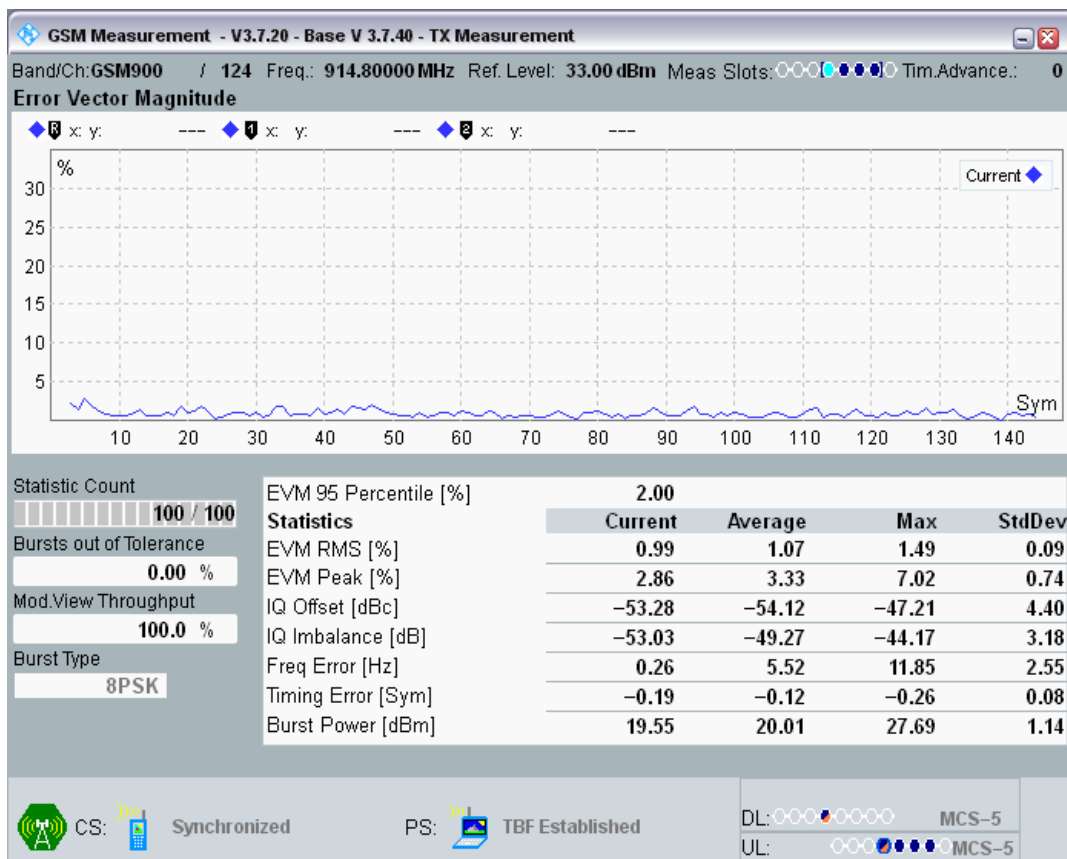 GSM Measurement - V3.7.20 - Base V 3.7.40 - TX Measurement
Band/Ch:GSM900 / 124 Freq.: 914.80000 MHz Ref. Level: 33.00 dBm Meas Slots: Tim.Advance.: 0
Error Vector Magnitude
R x: y: --- 1 x: y: --- 2 x: y: ---
%
Current
30
25
20
15
10
5
Sym
10 20 30 40 50 60 70 80 90 100 110 120 130 140
Statistic Count
100 / 100
Bursts out of Tolerance
0.00 %
Mod.View Throughput
100.0 %
Burst Type
8PSK
EVM 95 Percentile [%] 2.00
Statistics Current Average Max StdDev
EVM RMS [%] 0.99 1.07 1.49 0.09
EVM Peak [%] 2.86 3.33 7.02 0.74
IQ Offset [dBc] −53.28 −54.12 −47.21 4.40
IQ Imbalance [dB] −53.03 −49.27 −44.17 3.18
Freq Error [Hz] 0.26 5.52 11.85 2.55
Timing Error [Sym] −0.19 −0.12 −0.26 0.08
Burst Power [dBm] 19.55 20.01 27.69 1.14
CS: Synchronized PS: TBF Established
DL: MCS−5
UL: MCS−5